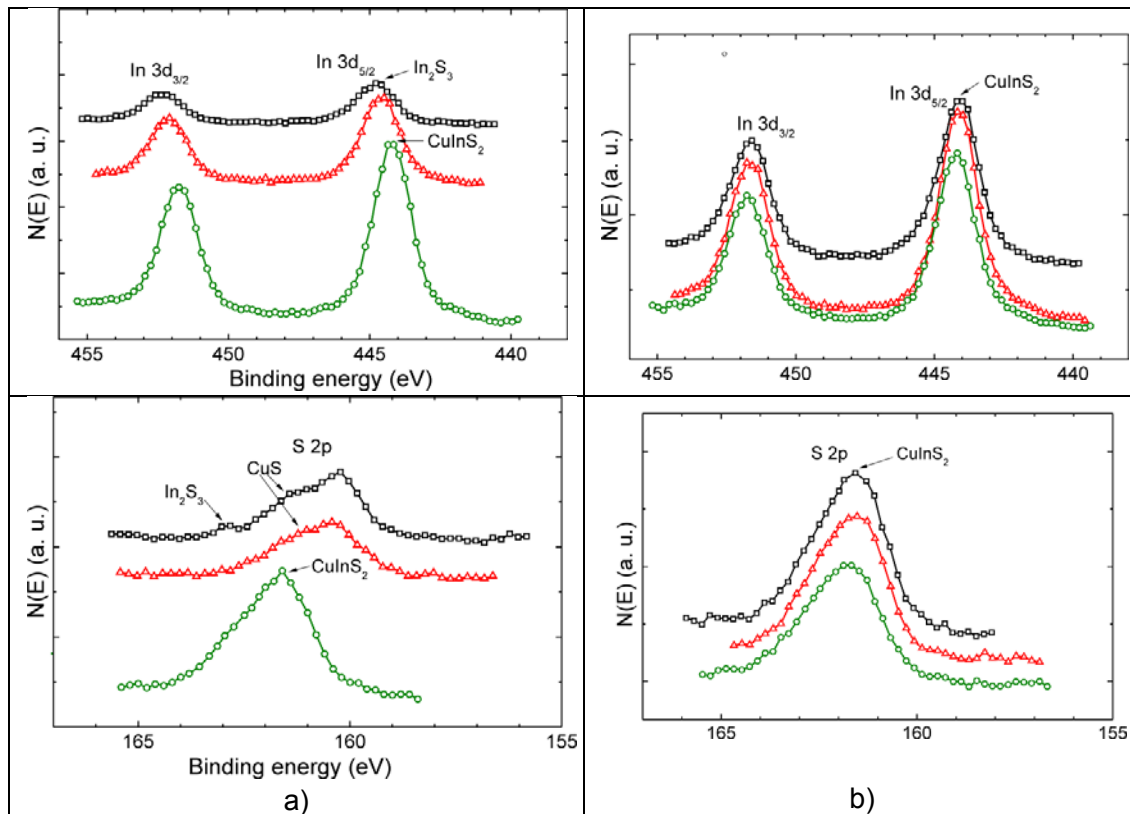 In 3d3/2
In 3d5/2
In2S3
CuInS2
N(E) (a. u.)
455 450 445 440
Binding energy (eV)
In 3d3/2
In 3d5/2
CuInS2
N(E) (a. u.)
455 450 445 440
S 2p
CuS
In2S3
CuInS2
N(E) (a. u.)
165 160 155
Binding energy (eV)
a)
S 2p
CuInS2
N(E) (a. u.)
165 160 155
b)